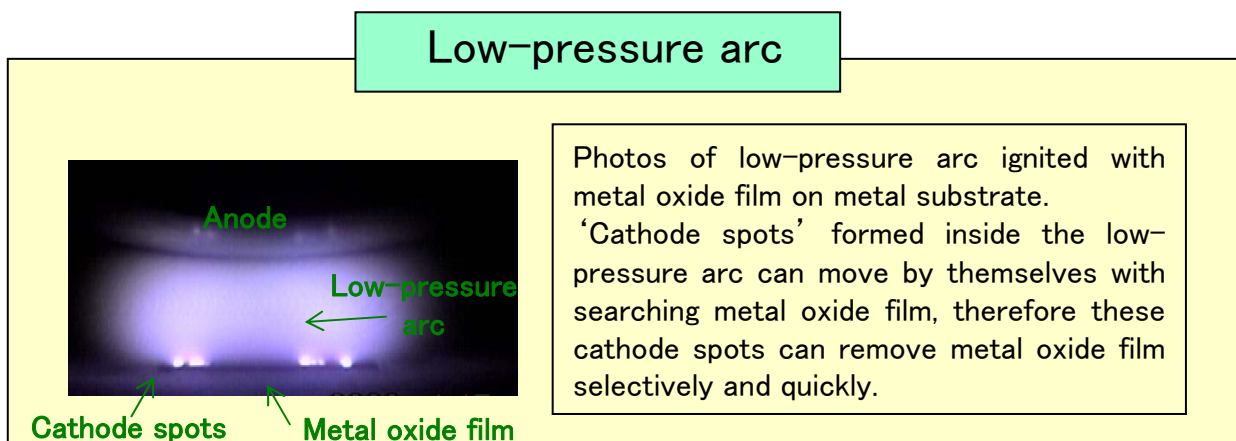 Low-pressure arc
Photos of low-pressure arc ignited with
metal oxide film on metal substrate.
‘Cathode spots’ formed inside the low-
pressure arc can move by themselves with
searching metal oxide film, therefore these
cathode spots can remove metal oxide film
selectively and quickly.
Anode
Low-pressure
arc
Cathode spots
Metal oxide film